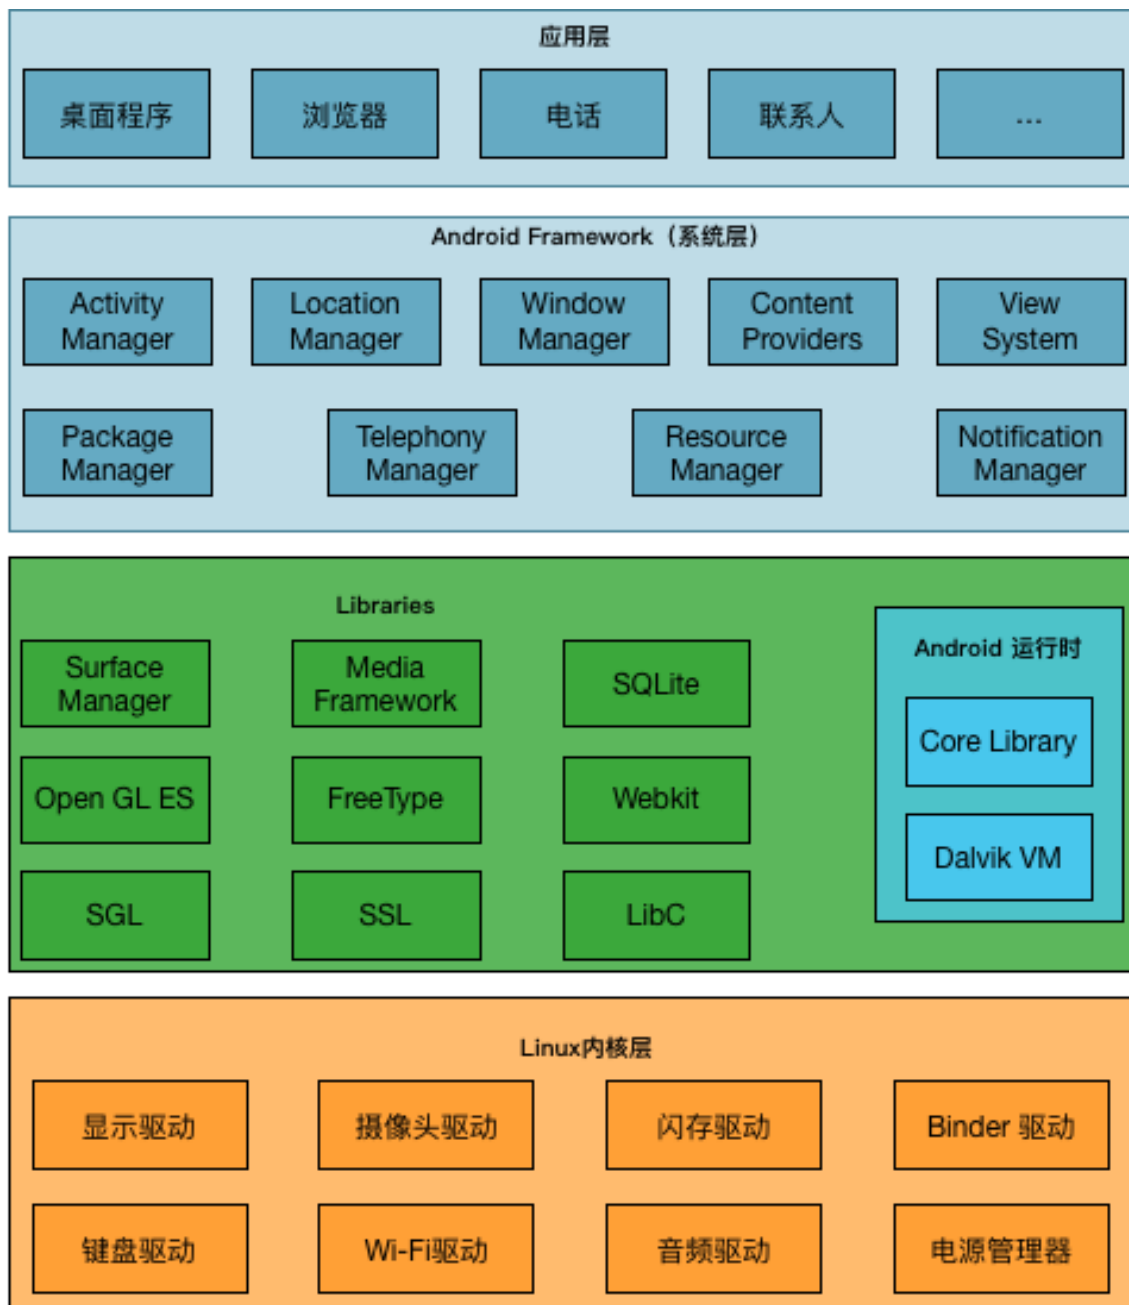 应用层
桌面程序
浏览器
电话
联系人
...
Android Framework（系统层）
Activity
Manager
Location
Manager
Window
Manager
Content
Providers
View
System
Package
Manager
Telephony
Manager
Resource
Manager
Notification
Manager
Libraries
Surface
Manager
Media
Framework
SQLite
Open GL ES
FreeType
Webkit
SGL
SSL
LibC
Android 运行时
Core Library
Dalvik VM
Linux内核层
显示驱动
摄像头驱动
闪存驱动
Binder 驱动
键盘驱动
Wi-Fi驱动
音频驱动
电源管理器